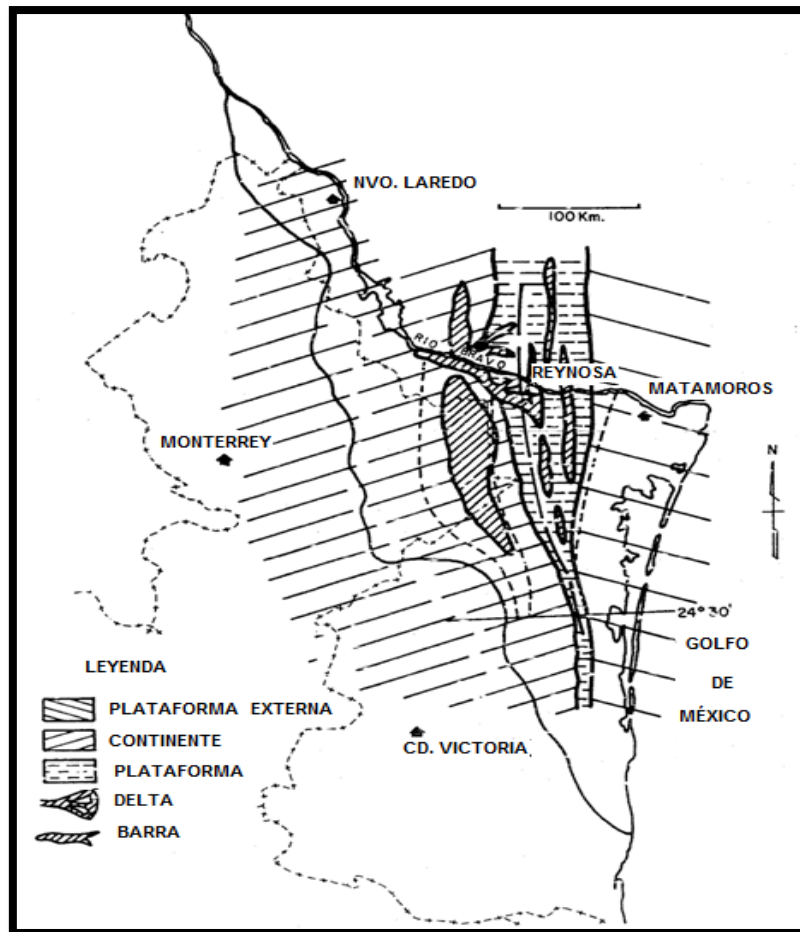 NVO. LAREDO
100 Km.
RIO BRAVO
REYNOSA
MATAMOROS
MONTERREY
N
24° 30'
GOLFO
DE
MÉXICO
LEYENDA
PLATAFORMA EXTERNA
CONTINENTE
PLATAFORMA
DELTA
BARRA
CD. VICTORIA